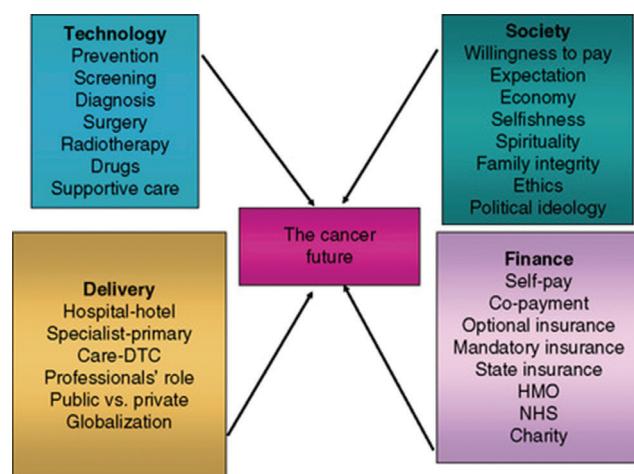 Technology
Prevention
Screening
Diagnosis
Surgery
Radiotherapy
Drugs
Supportive care
Society
Willingness to pay
Expectation
Economy
Selfishness
Spirituality
Family integrity
Ethics
Political ideology
The cancer
future
Delivery
Hospital-hotel
Specialist-primary
Care-DTC
Professionals' role
Public vs. private
Globalization
Finance
Self-pay
Co-payment
Optional insurance
Mandatory insurance
State insurance
HMO
NHS
Charity